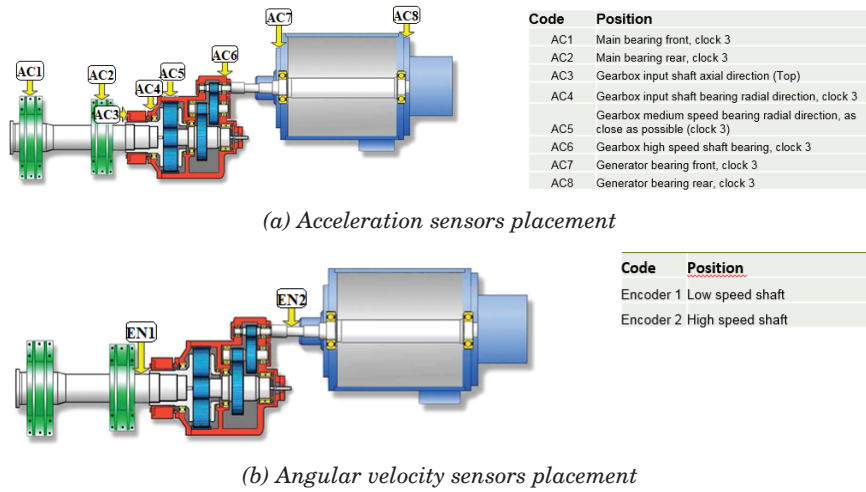 AC7
AC8
AC6
AC1
AC2
AC5
AC4
AC3
Code Position
AC1 Main bearing front, clock 3
AC2 Main bearing rear, clock 3
AC3 Gearbox input shaft axial direction (Top)
AC4 Gearbox input shaft bearing radial direction, clock 3
Gearbox medium speed bearing radial direction, as
AC5 close as possible (clock 3)
AC6 Gearbox high speed shaft bearing, clock 3
AC7 Generator bearing front, clock 3
AC8 Generator bearing rear, clock 3
(a) Acceleration sensors placement
EN2
EN1
Code Position
Encoder 1 Low speed shaft
Encoder 2 High speed shaft
(b) Angular velocity sensors placement